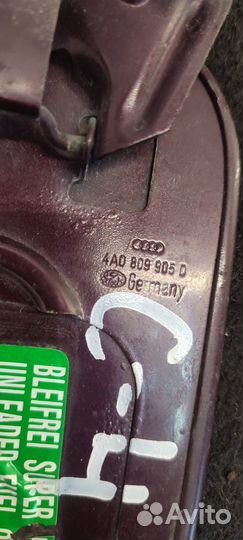 4A0 809 905 D
Germany
C-4
BLEIFREI SUPER
UNLEADED FUEL
Avito